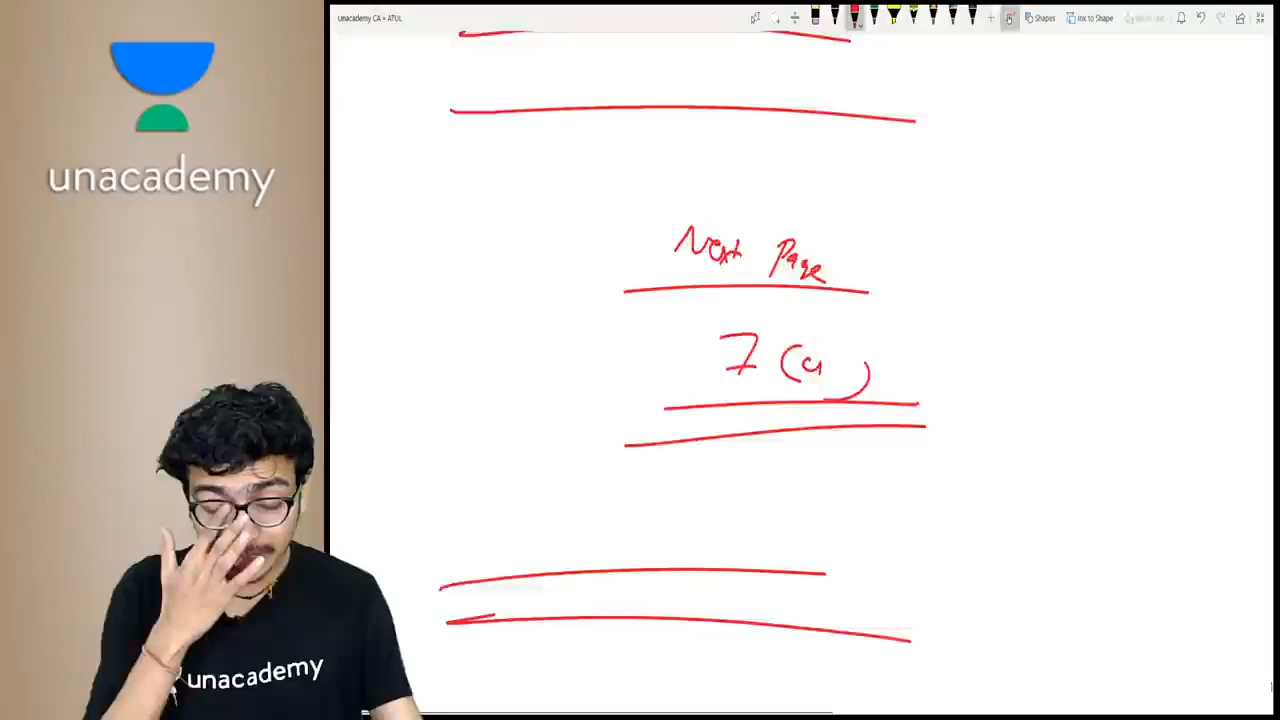 unacademy CA = ATUL
Shapes
Ink to Shape
unacademy
Next Page
7 (a)
unacademy